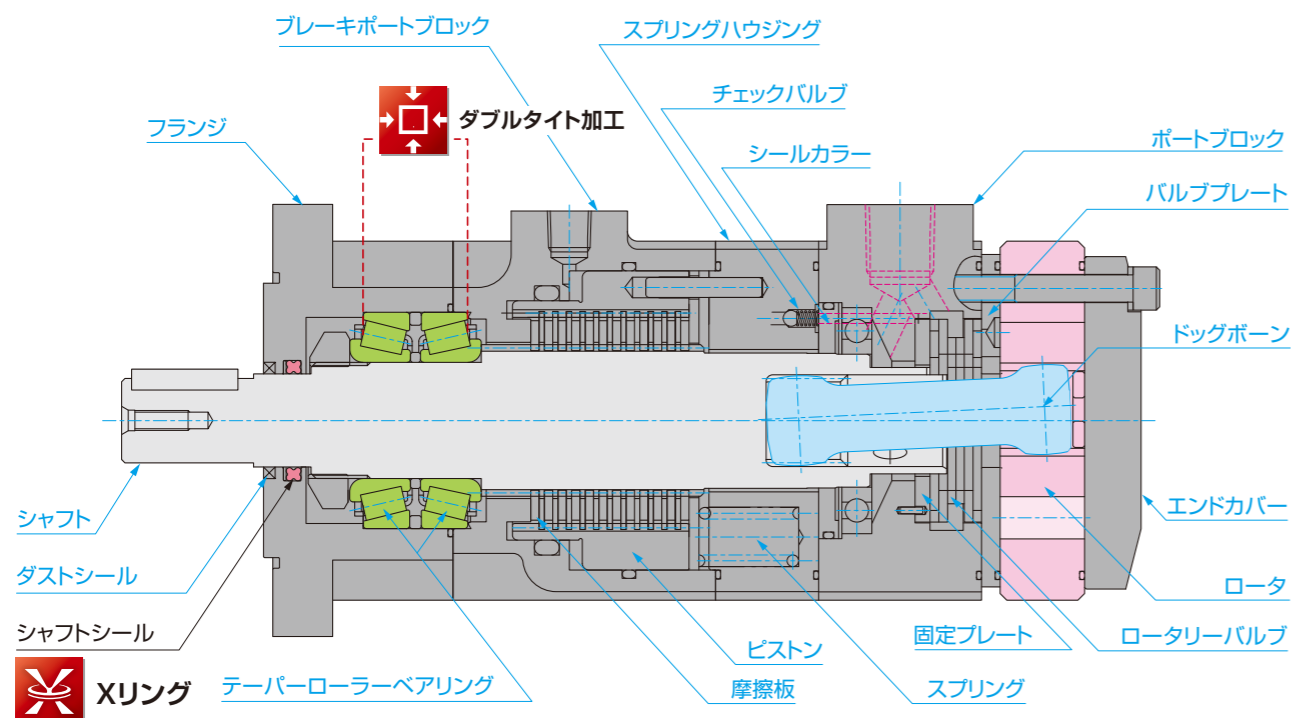 ブレーキポートブロック
スプリングハウジング
チェックバルブ
ダブルタイト加工
フランジ
シールカラー
ポートブロック
バルブプレート
ドッグボーン
シャフト
エンドカバー
ダストシール
ロータ
シャフトシール
固定プレート
ロータリーバルブ
ピストン
Xリング
テーパーローラーベアリング
摩擦板
スプリング